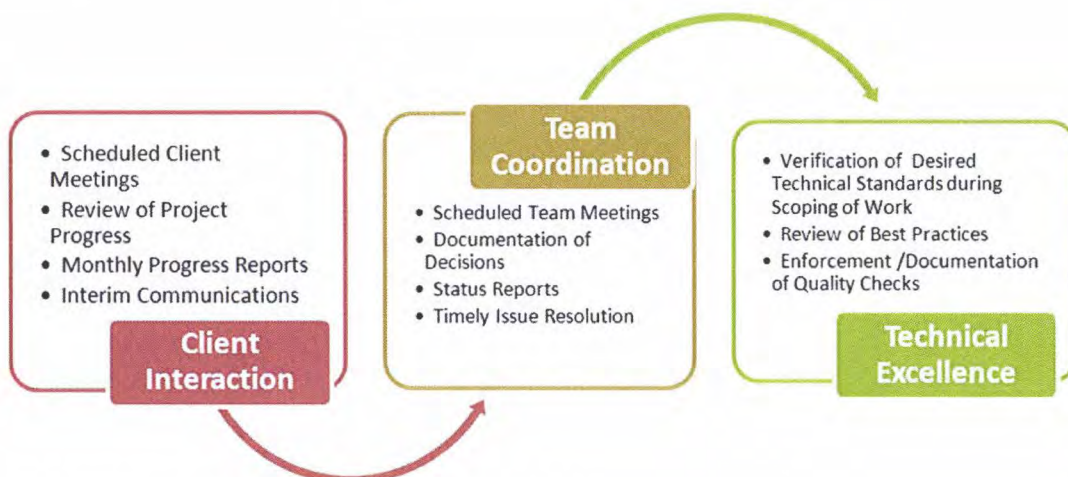 • Scheduled Client
Meetings
• Review of Project
Progress
• Monthly Progress Reports
• Interim Communications
Client
Interaction
Team
Coordination
• Scheduled Team Meetings
• Documentation of
Decisions
• Status Reports
• Timely Issue Resolution
• Verification of Desired
Technical Standards during
Scoping of Work
• Review of Best Practices
• Enforcement /Documentation
of Quality Checks
Technical
Excellence